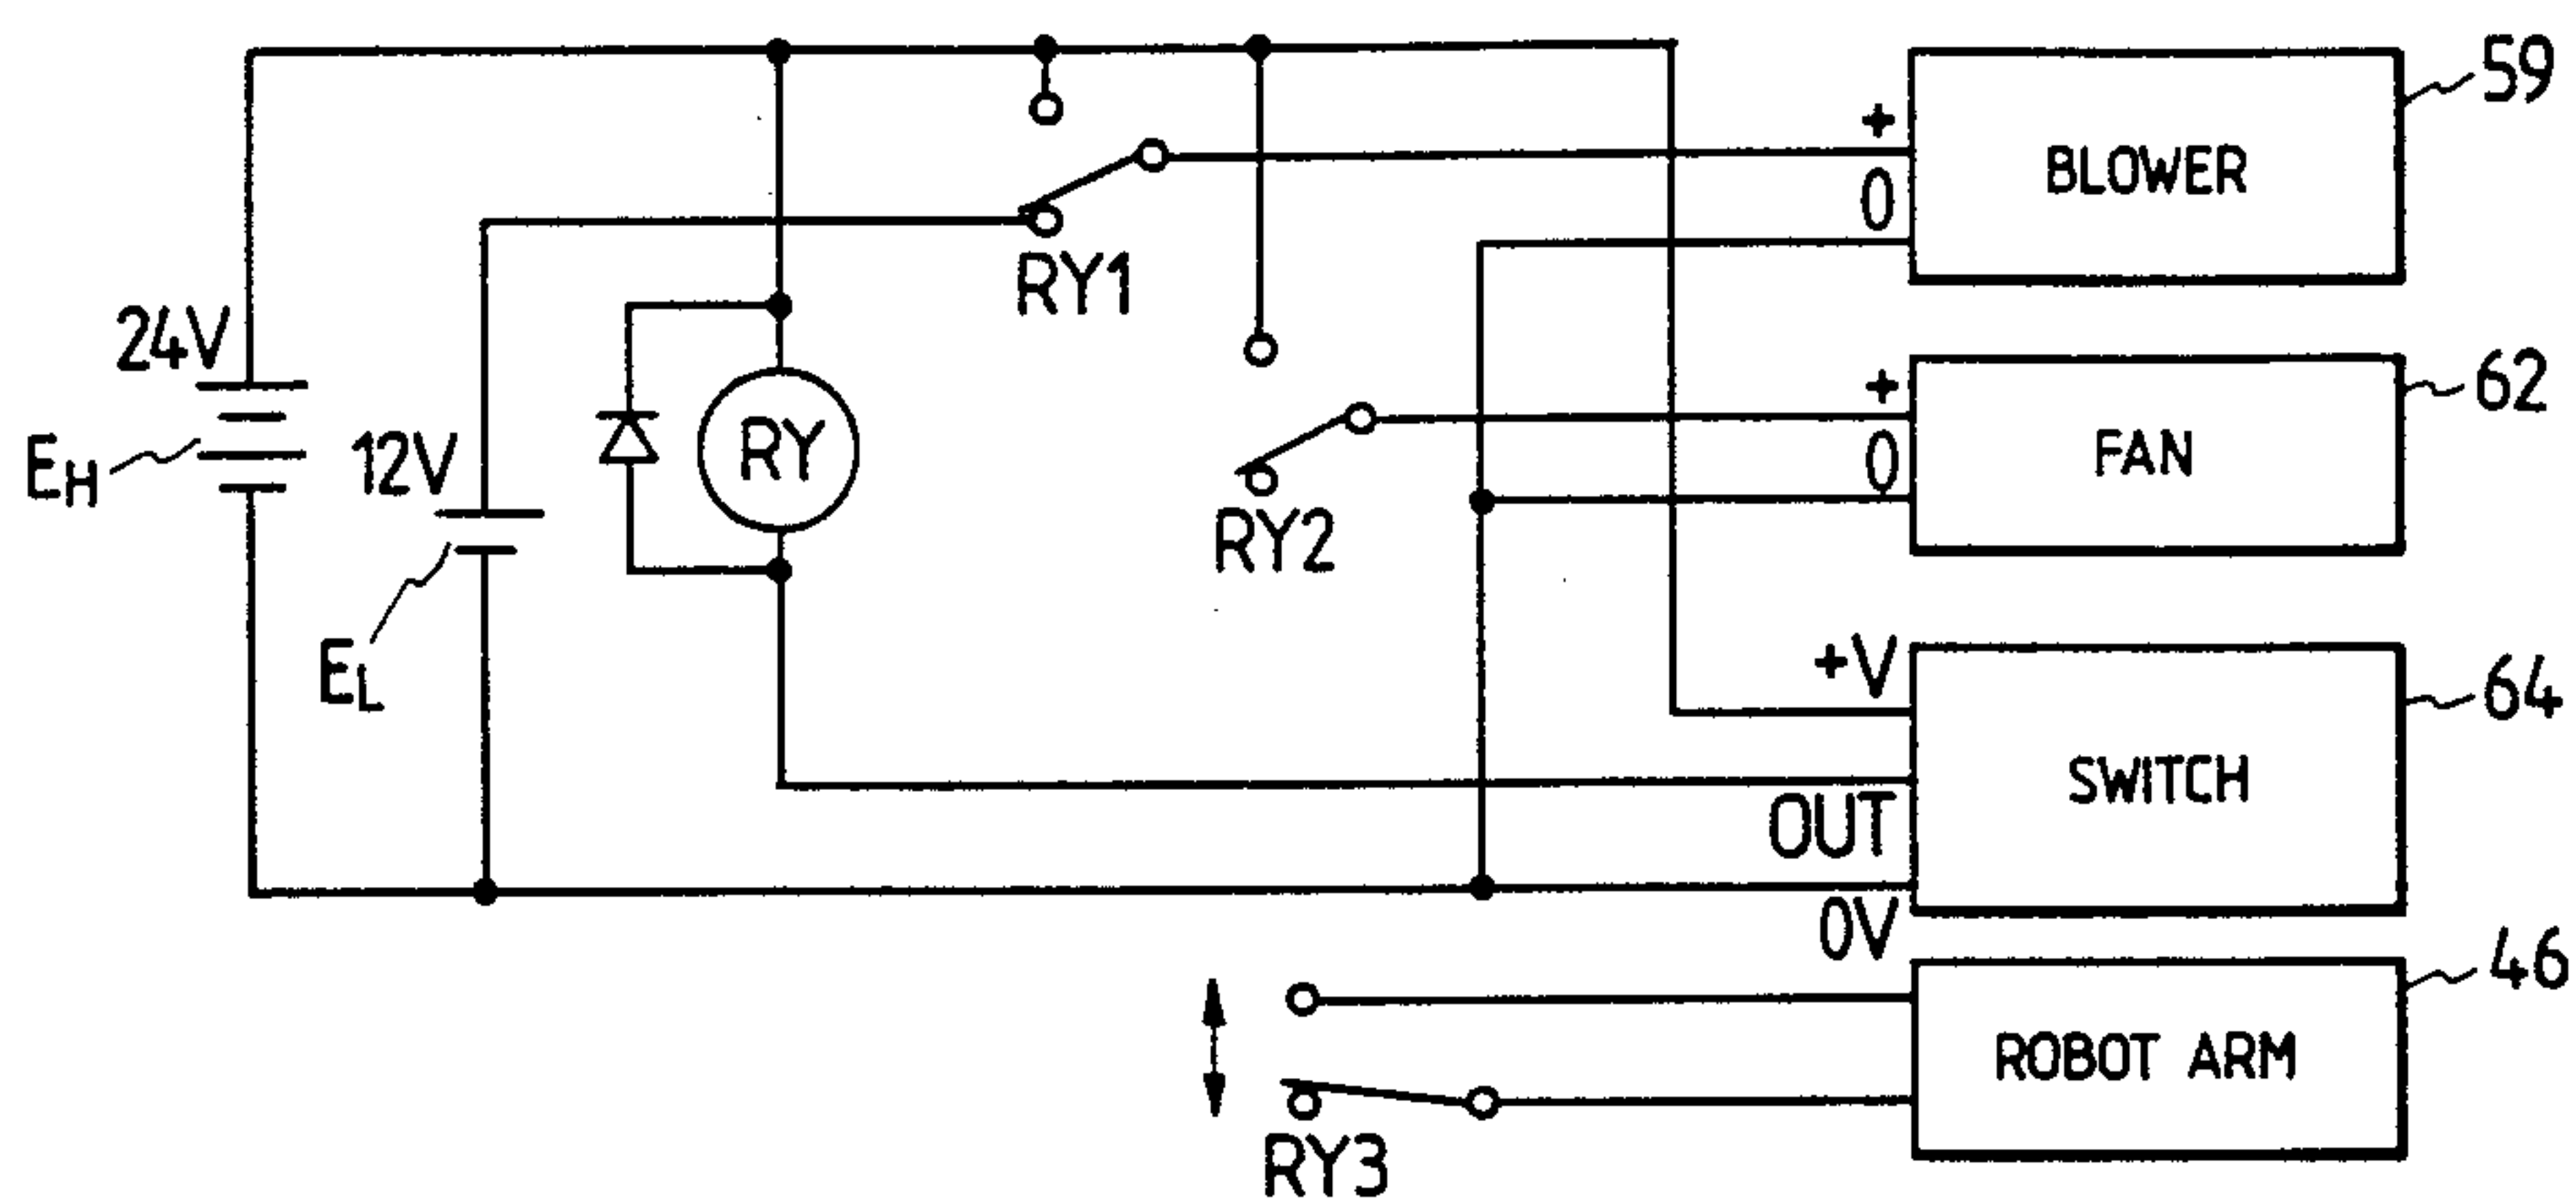 59
+
BLOWER
0
RY1
24V
62
+
12V
RY
FAN
0
EH
RY2
+V
64
EL
SWITCH
OUT
0V
46
ROBOT ARM
RY3